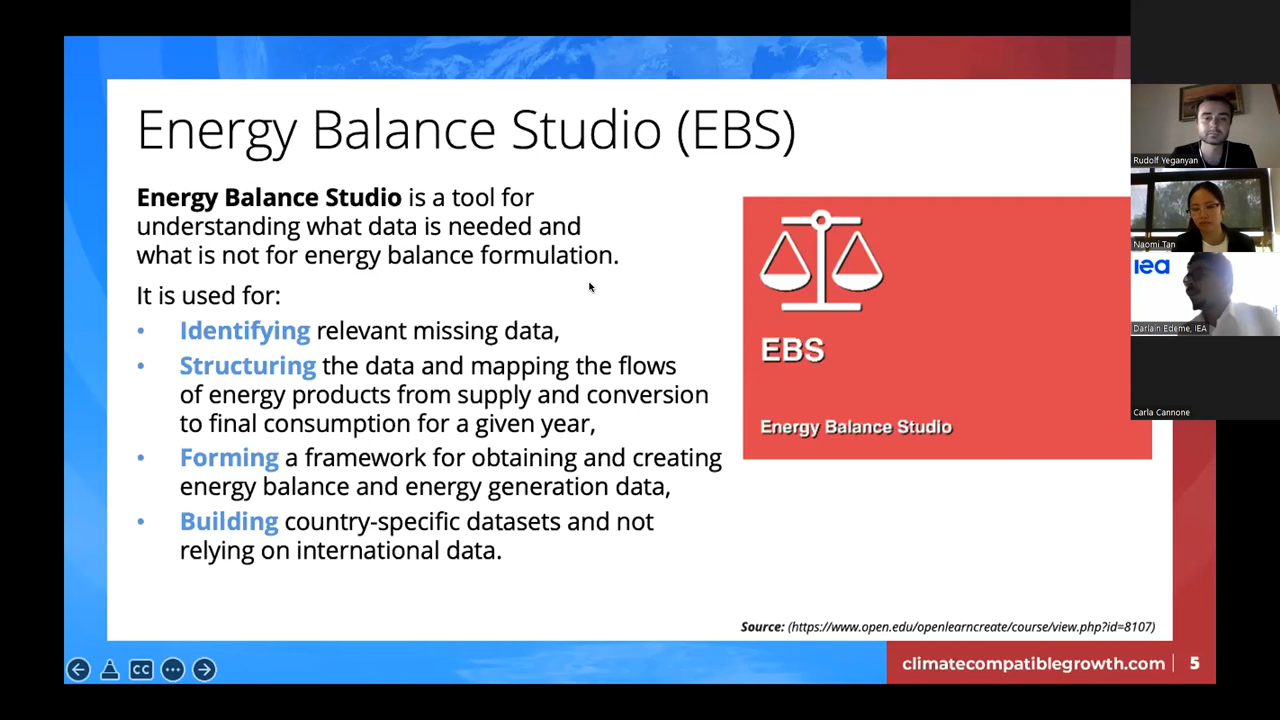 Energy Balance Studio (EBS)
Energy Balance Studio is a tool for
understanding what data is needed and
what is not for energy balance formulation.
It is used for:
• Identifying relevant missing data,
• Structuring the data and mapping the flows
of energy products from supply and conversion
to final consumption for a given year,
• Forming a framework for obtaining and creating
energy balance and energy generation data,
• Building country-specific datasets and not
relying on international data.
EBS
Energy Balance Studio
Source: (https://www.open.edu/openlearncreate/course/view.php?id=8107)
CC
climatecompatiblegrowth.com 5
Rudolf Yeganyan
Naomi Tan
iea
Darlain Edeme, IEA
Carla Cannone